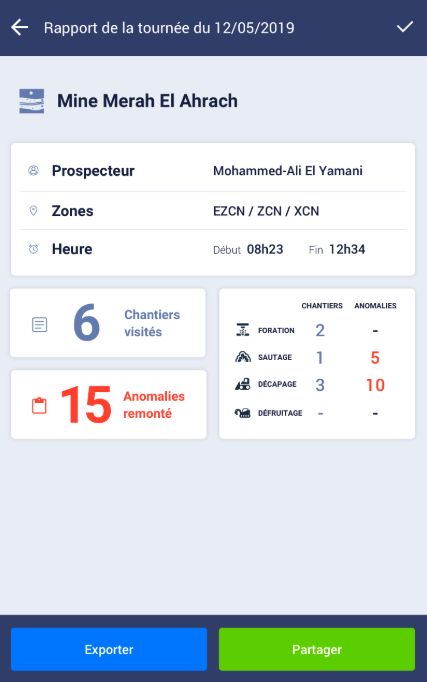 Rapport de la tournée du 12/05/2019
Mine Merah El Ahrach
Prospecteur Mohammed-Ali El Yamani
Zones EZCN / ZCN / XCN
Heure Début 08h23 Fin 12h34
6 Chantiers visités
15 Anomalies remonté
CHANTIERS ANOMALIES
FORATION 2 -
SAUTAGE 1 5
DÉCAPAGE 3 10
DÉFRUITAGE - -
Exporter Partager